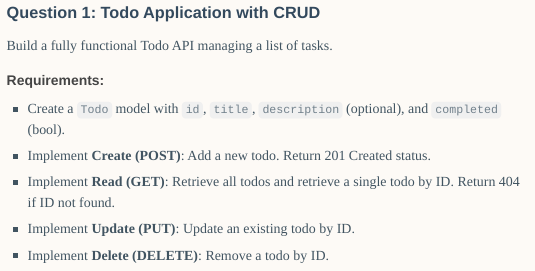 Question 1: Todo Application with CRUD
Build a fully functional Todo API managing a list of tasks.
Requirements:
▪ Create a Todo model with id, title, description (optional), and completed
(bool).
▪ Implement Create (POST): Add a new todo. Return 201 Created status.
▪ Implement Read (GET): Retrieve all todos and retrieve a single todo by ID. Return 404
if ID not found.
▪ Implement Update (PUT): Update an existing todo by ID.
▪ Implement Delete (DELETE): Remove a todo by ID.